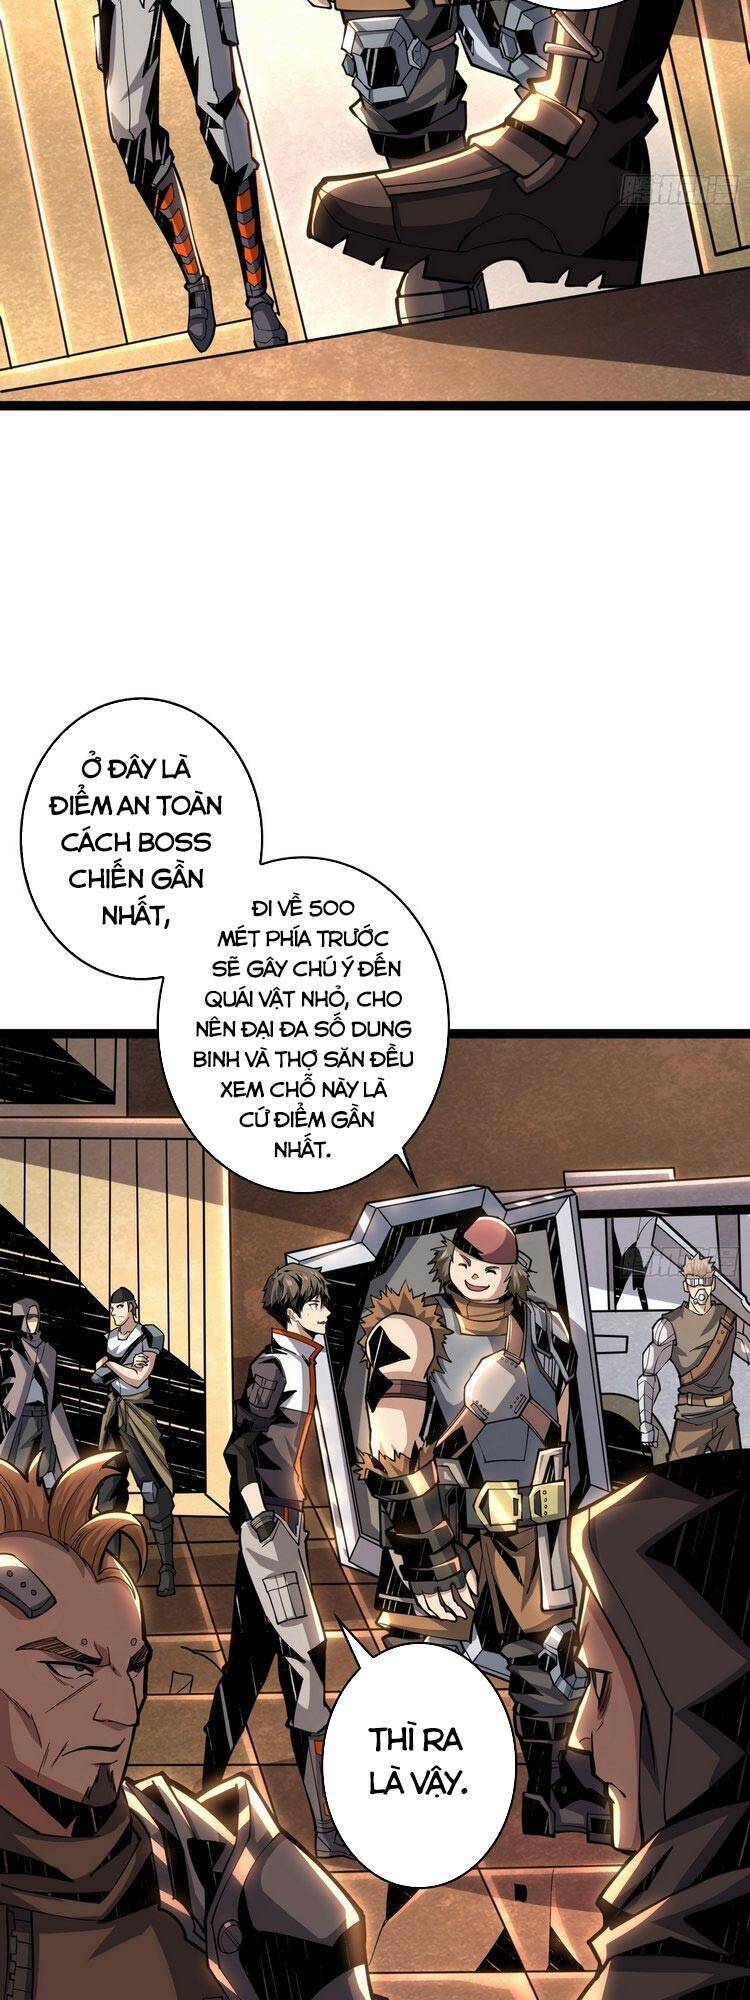 Ở ĐÂY LÀ
ĐIỂM AN TOÀN
CÁCH BOSS
CHIẾN GẦN
NHẤT,
ĐI VỀ 500
MÉT PHÍA TRƯỚC
SẼ GÂY CHÚ Ý ĐẾN
QUÁI VẬT NHỎ, CHO
NÊN ĐẠI ĐA SỐ DUNG
BINH VÀ THỢ SĂN ĐỀU
XEM CHỖ NÀY LÀ
CỨ ĐIỂM GẦN
NHẤT.
THÌ RA
LÀ VẬY.